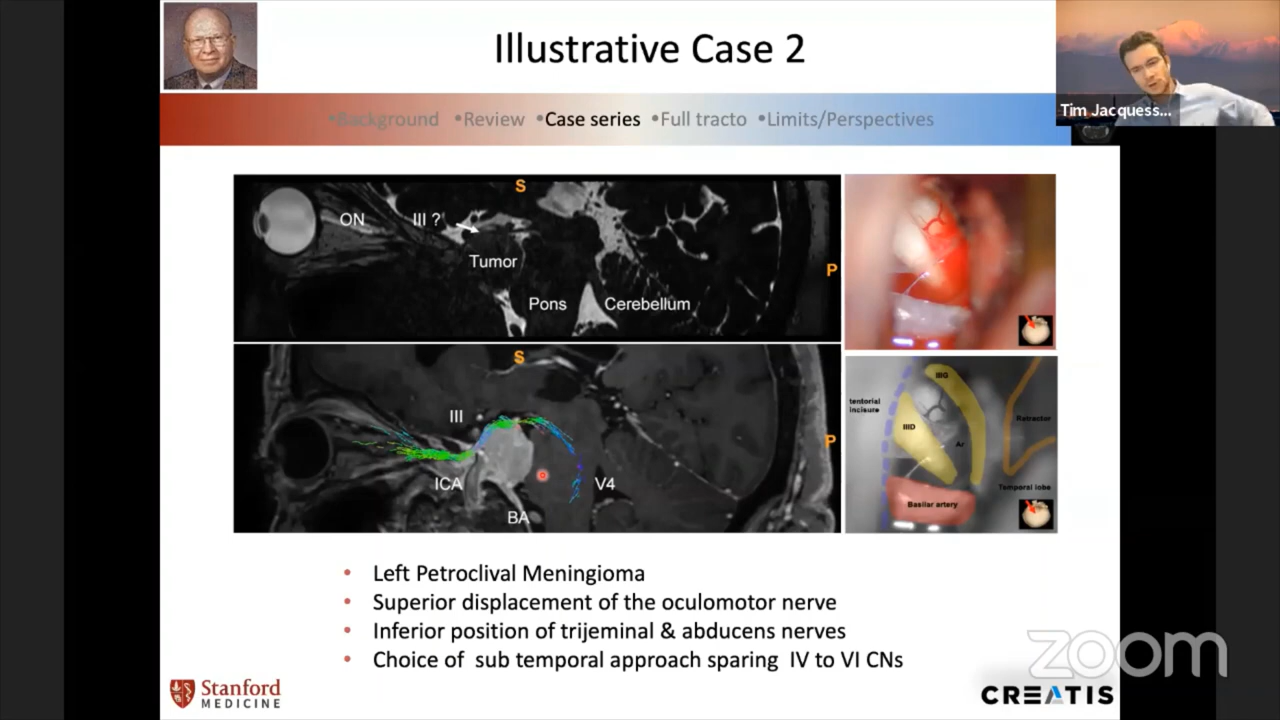 Illustrative Case 2
Tim Jacquess...
•Background •Review •Case series •Full tracto •Limits/Perspectives
S
ON
III ?
Tumor
P
Pons
Cerebellum
S
III
P
ICA
V4
BA
IIIG
tentorial
incisure
Retractor
IIID
Ar
Temporal lobe
Basilar artery
• Left Petroclival Meningioma
• Superior displacement of the oculomotor nerve
• Inferior position of trijeminal & abducens nerves
• Choice of sub temporal approach sparing IV to VI CNs
zoom
Stanford
MEDICINE
CREATIS